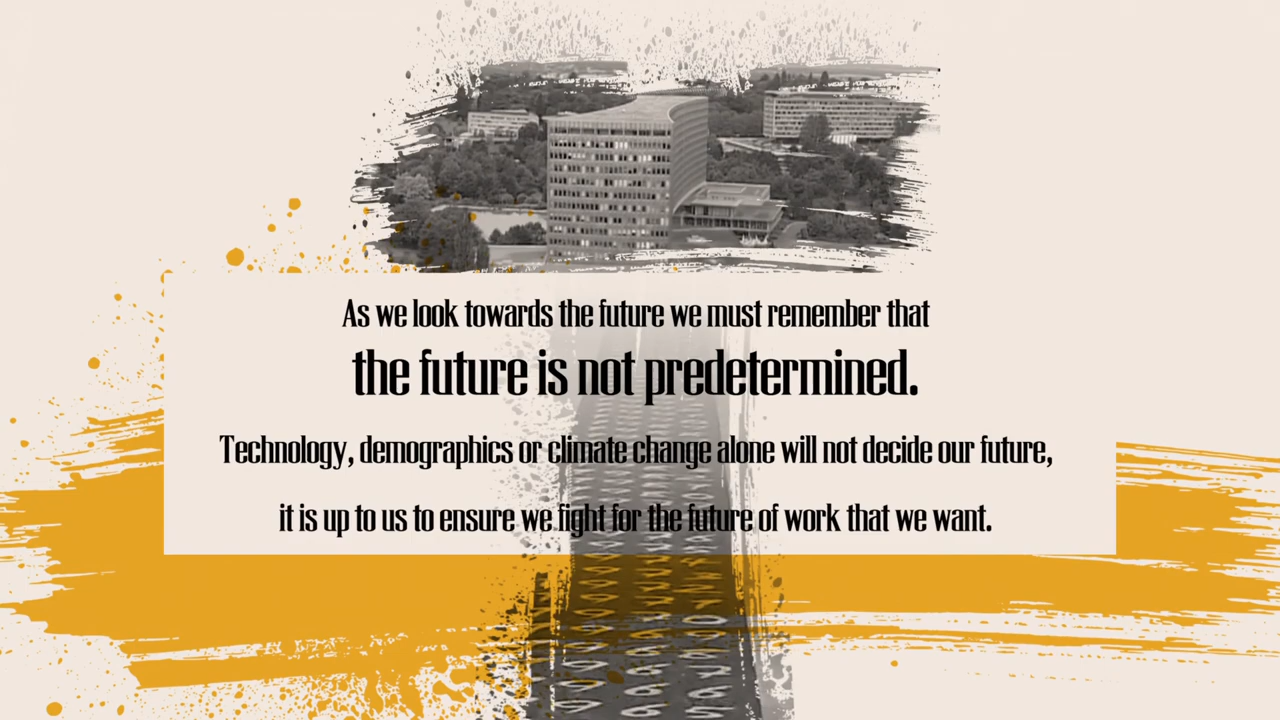 As we look towards the future we must remember that
the future is not predetermined.
Technology, demographics or climate change alone will not decide our future,
it is up to us to ensure we fight for the future of work that we want.